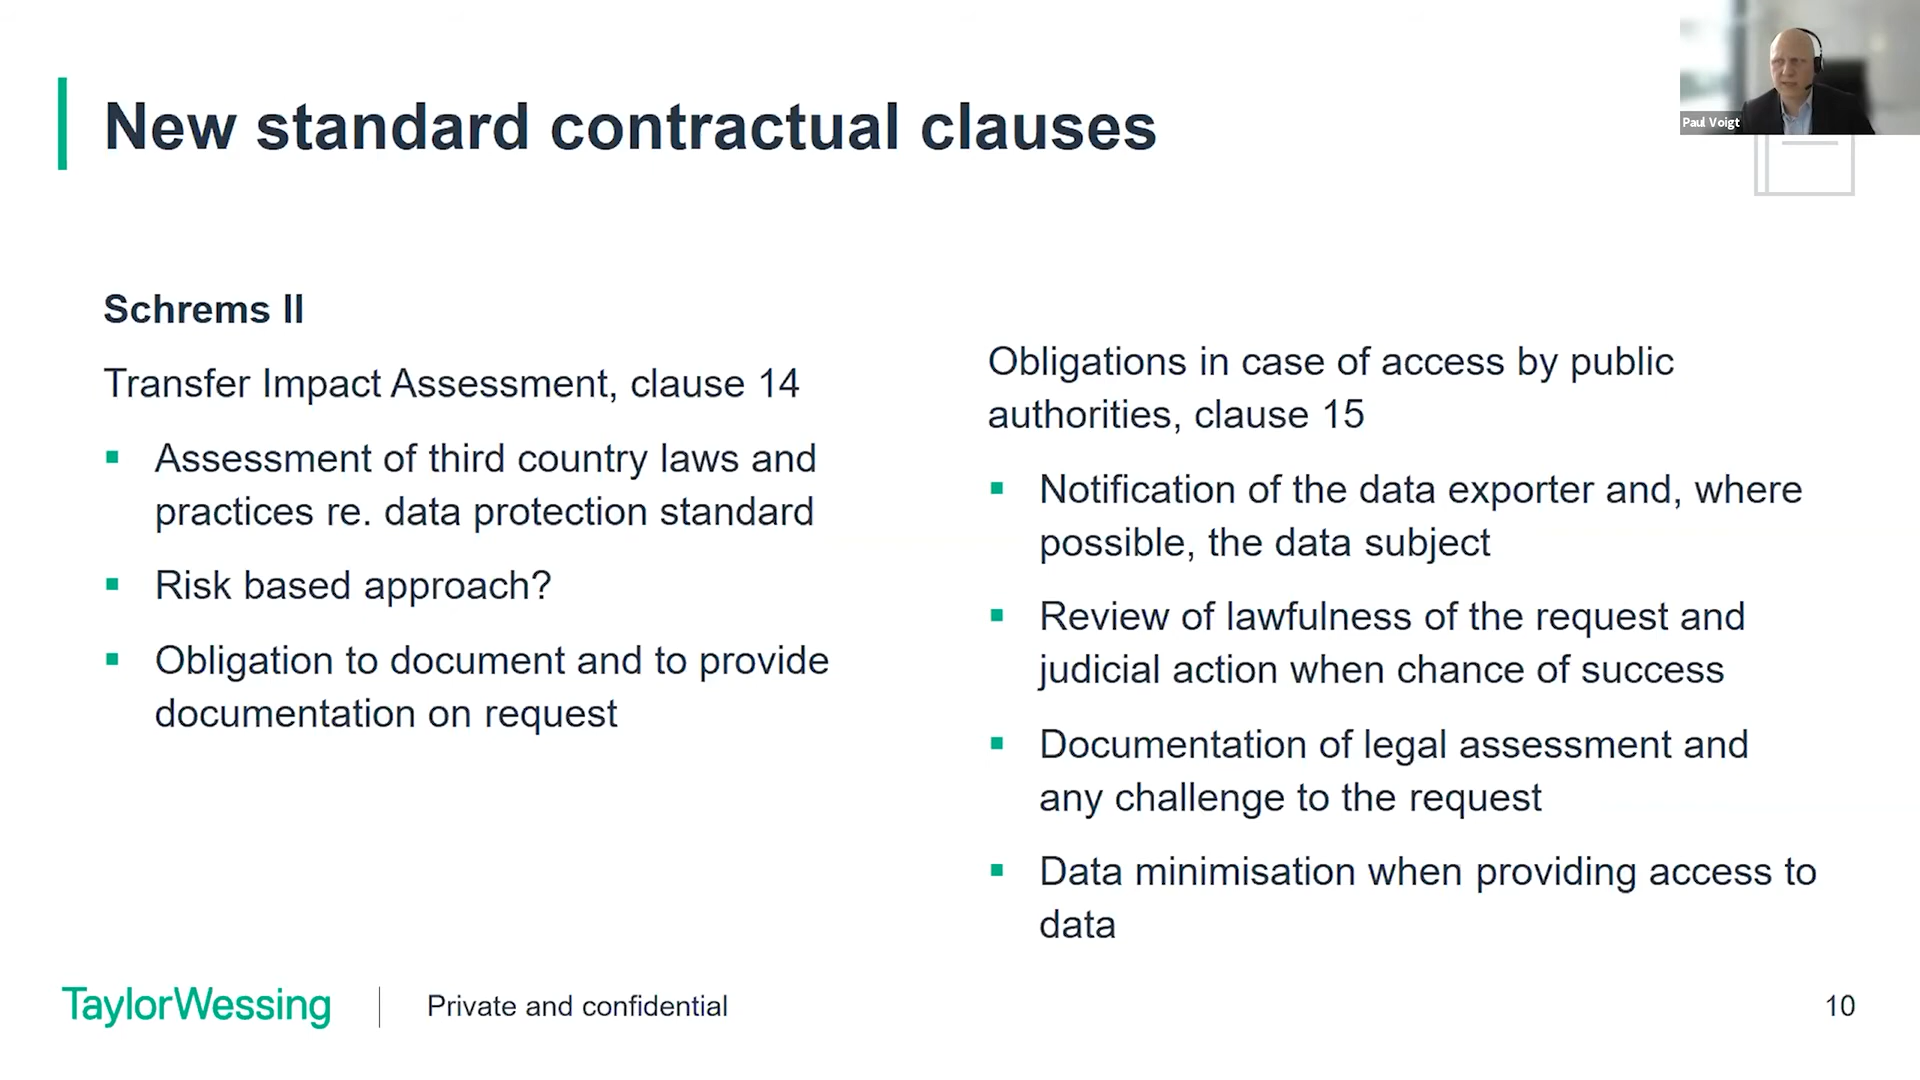 New standard contractual clauses
Paul Voigt
Schrems II
Transfer Impact Assessment, clause 14
▪ Assessment of third country laws and
practices re. data protection standard
▪ Risk based approach?
▪ Obligation to document and to provide
documentation on request
Obligations in case of access by public
authorities, clause 15
▪ Notification of the data exporter and, where
possible, the data subject
▪ Review of lawfulness of the request and
judicial action when chance of success
▪ Documentation of legal assessment and
any challenge to the request
▪ Data minimisation when providing access to
data
TaylorWessing
Private and confidential
10